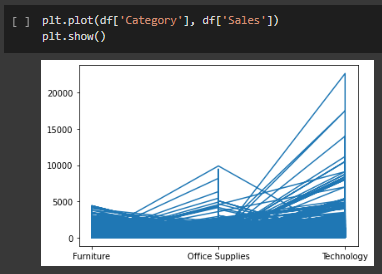 [ ] plt.plot(df['Category'], df['Sales'])
plt.show()
20000
15000
10000
5000
0
Furniture Office Supplies Technology